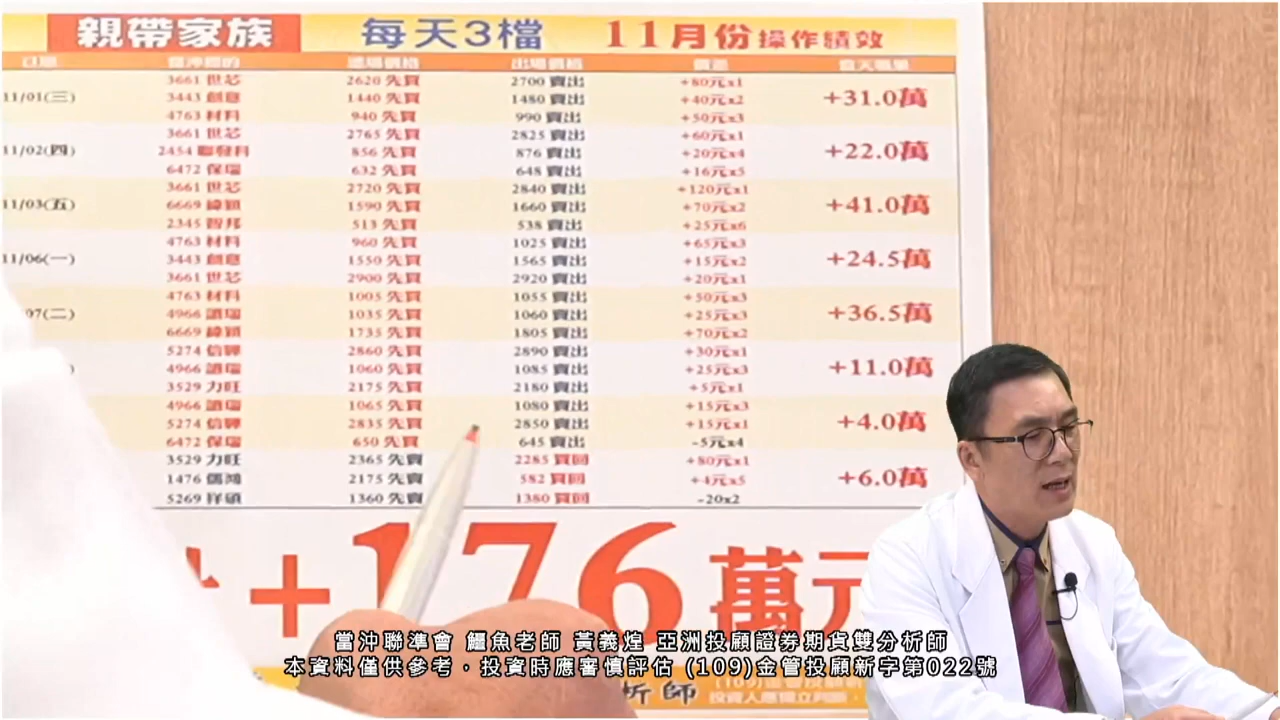 親帶家族 每天3檔 11月份操作績效
3661 世芯 2620 先買 2700 賣出 +80元x1
11/01(三) 3443 創意 1440 先買 1480 賣出 +40元x2 +31.0萬
4763 材料 940 先買 990 賣出 +50元x3
3661 世芯 2765 先買 2825 賣出 +60元x1
11/02(四) 2454 聯發科 856 先買 876 賣出 +20元x4 +22.0萬
6472 保瑞 632 先買 648 賣出 +16元x5
3661 世芯 2720 先買 2840 賣出 +120元x1
11/03(五) 6669 緯穎 1590 先買 1660 賣出 +70元x2 +41.0萬
2345 智邦 513 先買 538 賣出 +25元x6
4763 材料 960 先買 1025 賣出 +65元x3
11/06(一) 3443 創意 1550 先買 1565 賣出 +15元x2 +24.5萬
3661 世芯 2900 先買 2920 賣出 +20元x1
4763 材料 1005 先買 1055 賣出 +50元x3
07(二) 4966 譜瑞 1035 先買 1060 賣出 +25元x3 +36.5萬
6669 緯穎 1735 先買 1805 賣出 +70元x2
5274 信驊 2860 先買 2890 賣出 +30元x1
4966 譜瑞 1060 先買 1085 賣出 +25元x3 +11.0萬
3529 力旺 2175 先買 2180 賣出 +5元x1
4966 譜瑞 1065 先買 1080 賣出 +15元x3
5274 信驊 2835 先買 2850 賣出 +15元x1 +4.0萬
6472 保瑞 650 先買 645 賣出 -5元x4
3529 力旺 2365 先賣 2285 買回 +80元x1
1476 儒鴻 2175 先賣 582 買回 +4元x5 +6.0萬
5269 祥碩 1360 先賣 1380 買回 -20x2
+176萬元
當沖聯準會 鱷魚老師 黃義煌 亞洲投顧證券期貨雙分析師
本資料僅供參考，投資時應審慎評估 (109)金管投顧新字第022號
析師